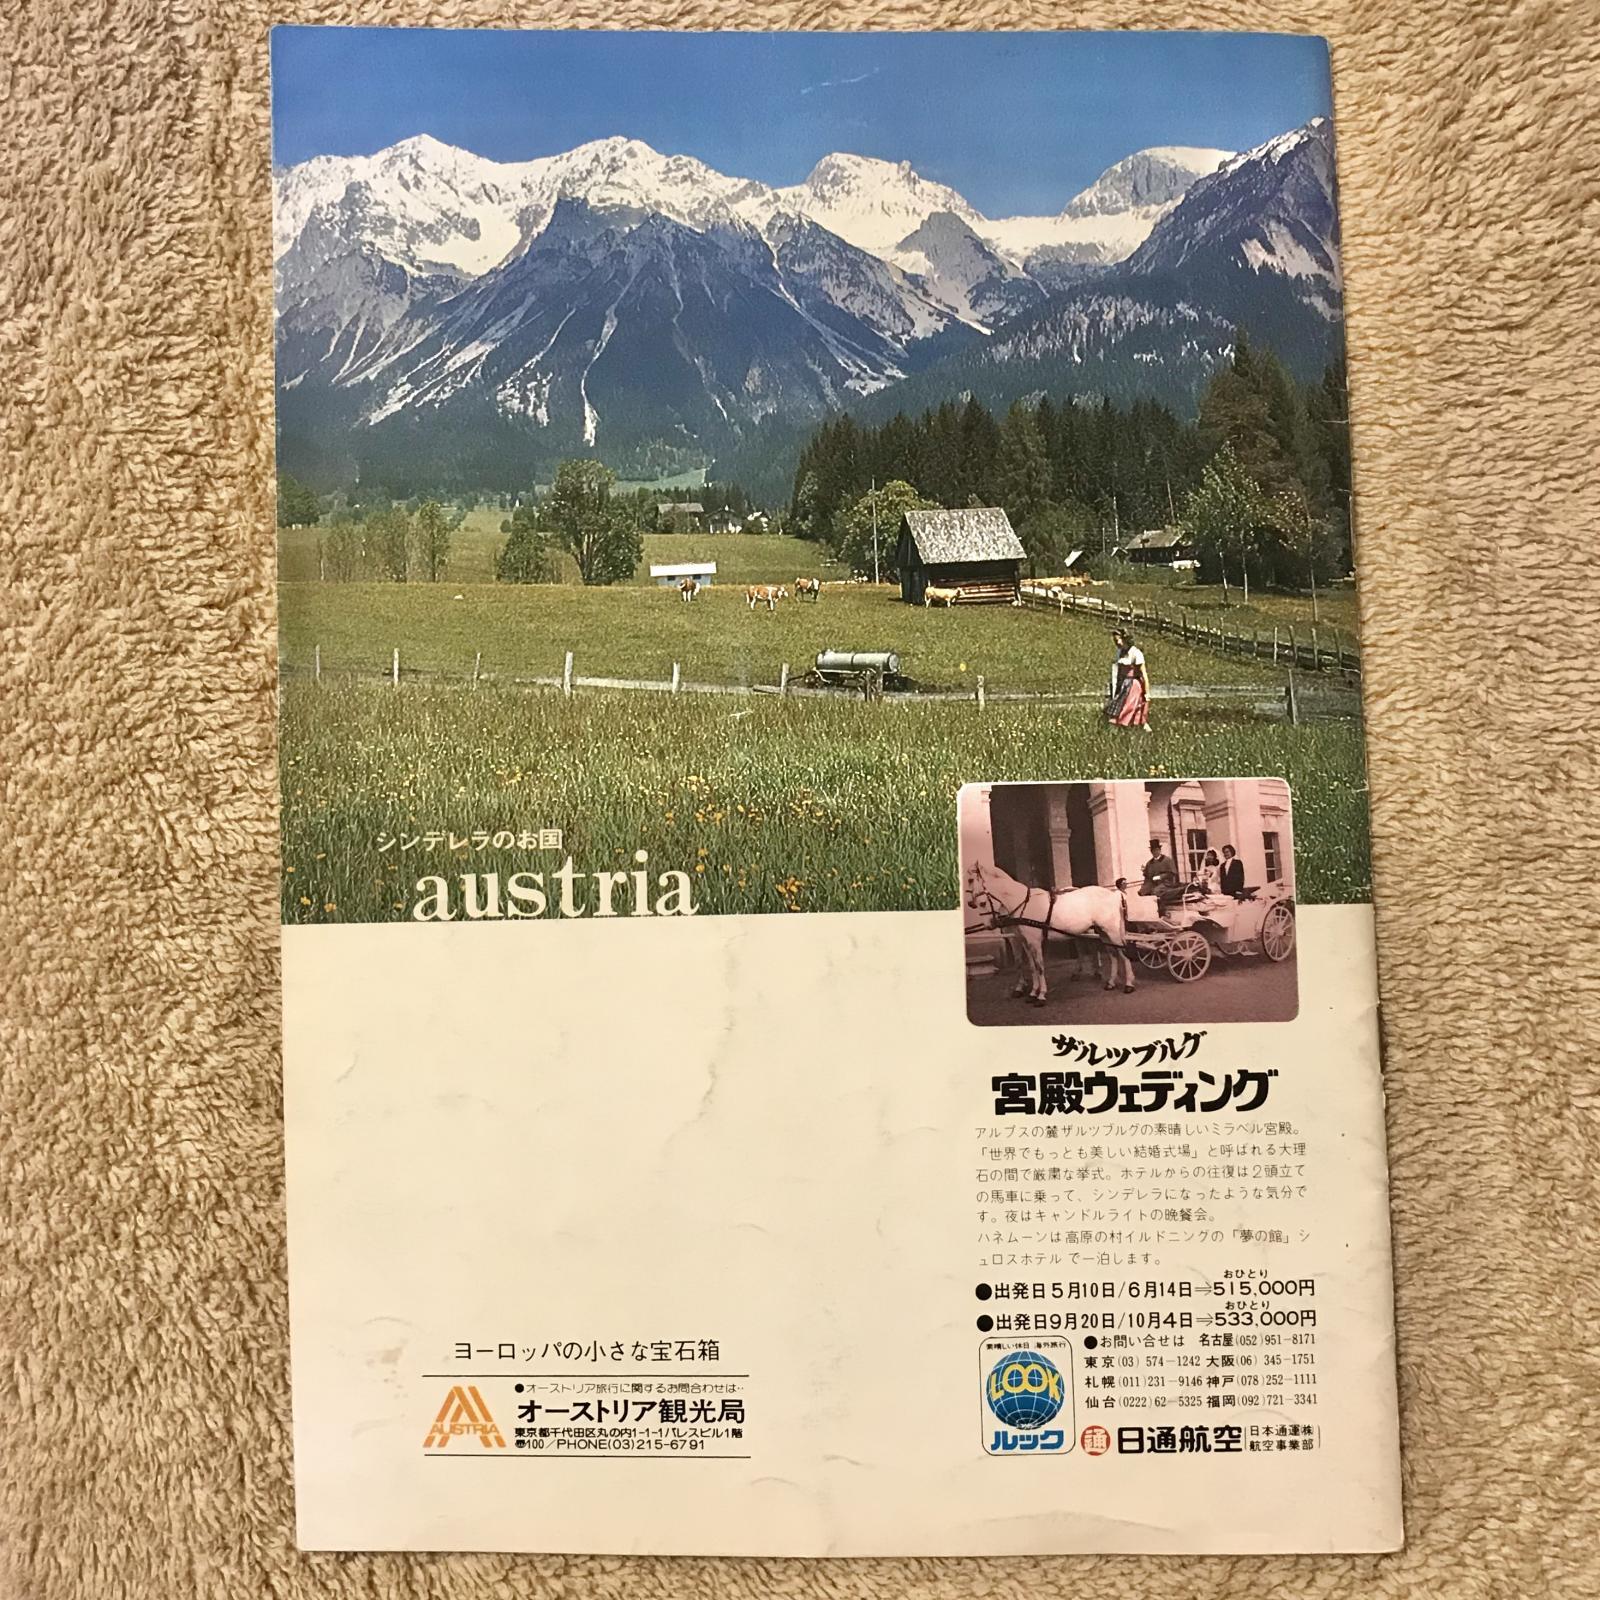 シンデレラのお国
austria
ザルツブルグ
宮殿ウェディング
アルプスの麓ザルツブルグの素晴しいミラベル宮殿。
「世界でもっとも美しい結婚式場」と呼ばれる大理
石の間で厳粛な挙式。ホテルからの往復は2頭立て
の馬車に乗って、シンデレラになったような気分で
す。夜はキャンドルライトの晩餐会。
ハネムーンは高原の村イルドニングの「夢の館」シ
ュロスホテルで一泊します。
おひとり
●出発日5月10日/6月14日⇒515,000円
おひとり
●出発日9月20日/10月4日⇒533,000円
●お問い合せは 名古屋(052)951-8171
東京(03)574-1242 大阪(06)345-1751
札幌(011)231-9146 神戸(078)252-1111
仙台(0222)62-5325 福岡(092)721-3341
素晴しい休日 海外旅行
LOOK
ルック
通 日通航空 日本通運㈱
航空事業部
ヨーロッパの小さな宝石箱
●オーストリア旅行に関するお問合わせは‥
AUSTRIA
オーストリア観光局
東京都千代田区丸の内1-1-1パレスビル1階
〒100/PHONE(03)215-6791